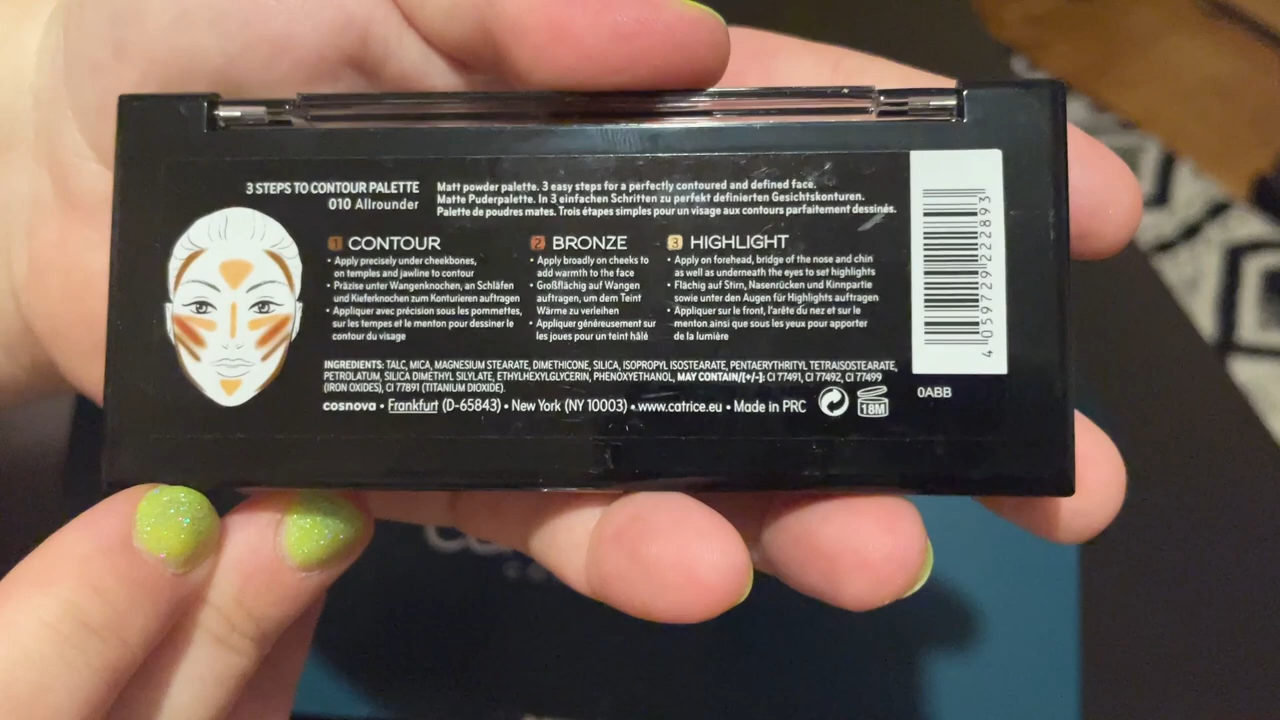 3 STEPS TO CONTOUR PALETTE
010 Allrounder
Matt powder palette. 3 easy steps for a perfectly contoured and defined face.
Matte Puderpalette. In 3 einfachen Schritten zu perfekt definierten Gesichtskonturen.
Palette de poudres mates. Trois étapes simples pour un visage aux contours parfaitement dessinés.
1 CONTOUR
• Apply precisely under cheekbones,
on temples and jawline to contour
• Präzise unter Wangenknochen, an Schläfen
und Kieferknochen zum Konturieren auftragen
• Appliquer avec précision sous les pommettes,
sur les tempes et le menton pour dessiner le
contour du visage
2 BRONZE
• Apply broadly on cheeks to
add warmth to the face
• Großflächig auf Wangen
auftragen, um dem Teint
Wärme zu verleihen
• Appliquer généreusement sur
les joues pour un teint hâlé
3 HIGHLIGHT
• Apply on forehead, bridge of the nose and chin
as well as underneath the eyes to set highlights
• Flächig auf Stirn, Nasenrücken und Kinnpartie
sowie unter den Augen für Highlights auftragen
• Appliquer sur le front, l'arête du nez et sur le
menton ainsi que sous les yeux pour apporter
de la lumière
INGREDIENTS: TALC, MICA, MAGNESIUM STEARATE, DIMETHICONE, SILICA, ISOPROPYL ISOSTEARATE, PENTAERYTHRITYL TETRAISOSTEARATE,
PETROLATUM, SILICA DIMETHYL SILYLATE, ETHYLHEXYLGLYCERIN, PHENOXYETHANOL, MAY CONTAIN/[+/-]: CI 77491, CI 77492, CI 77499
(IRON OXIDES), CI 77891 (TITANIUM DIOXIDE).
cosnova • Frankfurt (D-65843) • New York (NY 10003) • www.catrice.eu • Made in PRC
18M
4 059729 222893
0ABB